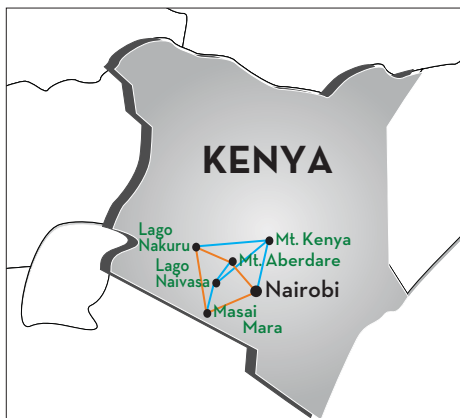 KENYA
Lago
Nakuru
Mt. Kenya
Mt. Aberdare
Lago
Naivasa
Nairobi
Masai
Mara